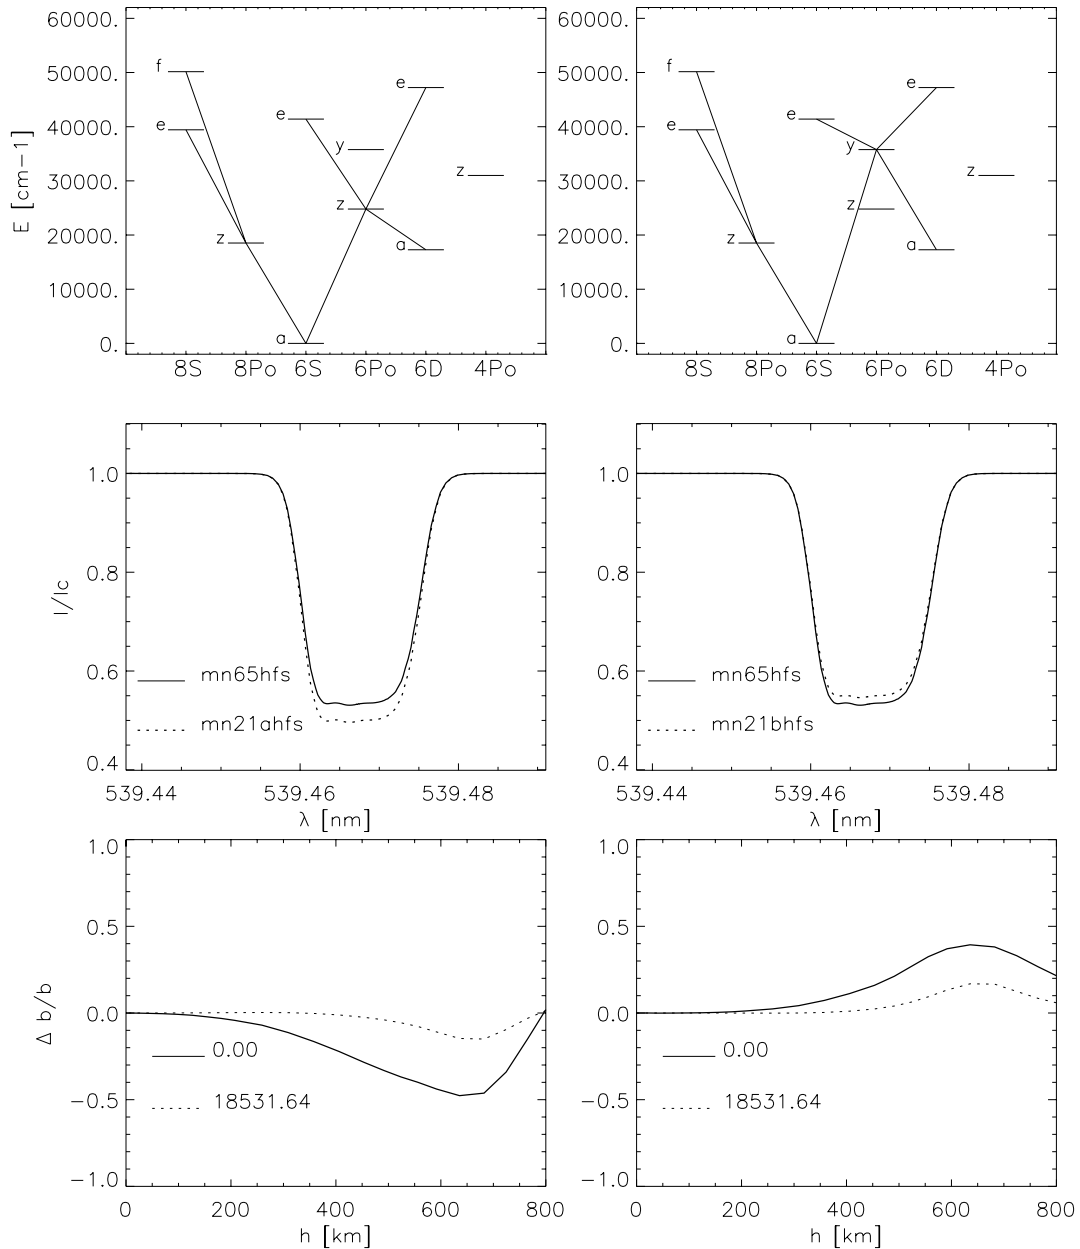 60000.
50000.
40000.
30000.
20000.
10000.
0.
E [cm−1]
f
e
z
e
y
z
a
e
a
z
8S 8Po 6S 6Po 6D 4Po
60000.
50000.
40000.
30000.
20000.
10000.
0.
f
e
z
e
y
z
a
e
a
z
8S 8Po 6S 6Po 6D 4Po
1.0
0.8
0.6
0.4
I/Ic
mn65hfs
mn21ahfs
539.44 539.46 539.48
λ [nm]
1.0
0.8
0.6
0.4
mn65hfs
mn21bhfs
539.44 539.46 539.48
λ [nm]
1.0
0.5
0.0
−0.5
−1.0
Δ b/b
0.00
18531.64
0 200 400 600 800
h [km]
1.0
0.5
0.0
−0.5
−1.0
0.00
18531.64
0 200 400 600 800
h [km]